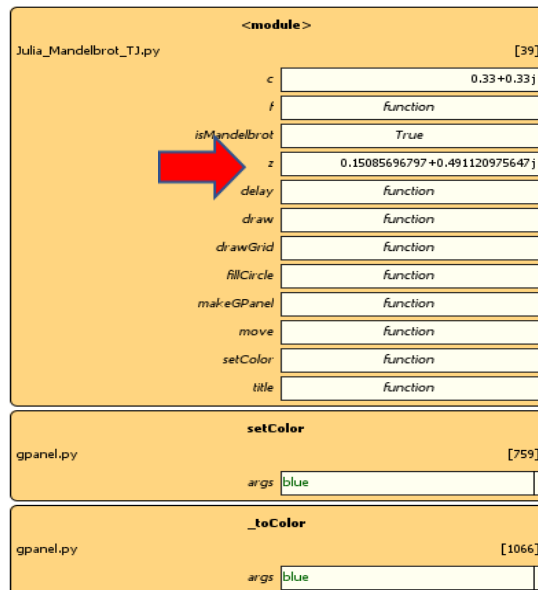 <module>
Julia_Mandelbrot_TJ.py [39]
c 0.33+0.33j
f function
isMandelbrot True
z 0.15085696797+0.491120975647j
delay function
draw function
drawGrid function
fillCircle function
makeGPanel function
move function
setColor function
title function
setColor
gpanel.py [759]
args blue
_toColor
gpanel.py [1066]
args blue